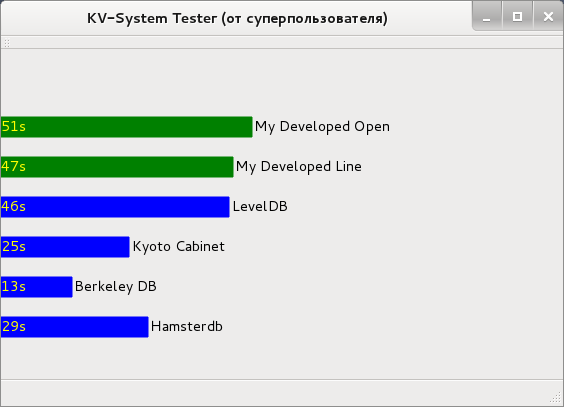 KV-System Tester (от суперпользователя)
51s My Developed Open
47s My Developed Line
46s LevelDB
25s Kyoto Cabinet
13s Berkeley DB
29s Hamsterdb